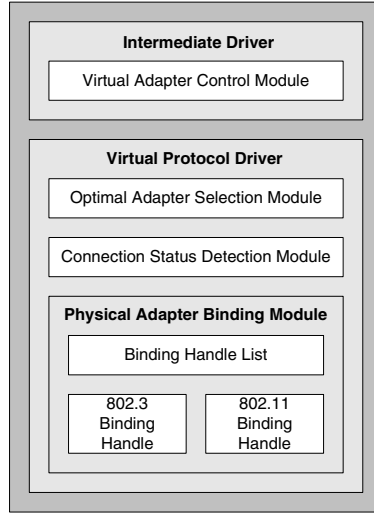 Intermediate Driver
Virtual Adapter Control Module
Virtual Protocol Driver
Optimal Adapter Selection Module
Connection Status Detection Module
Physical Adapter Binding Module
Binding Handle List
802.3
Binding
Handle
802.11
Binding
Handle